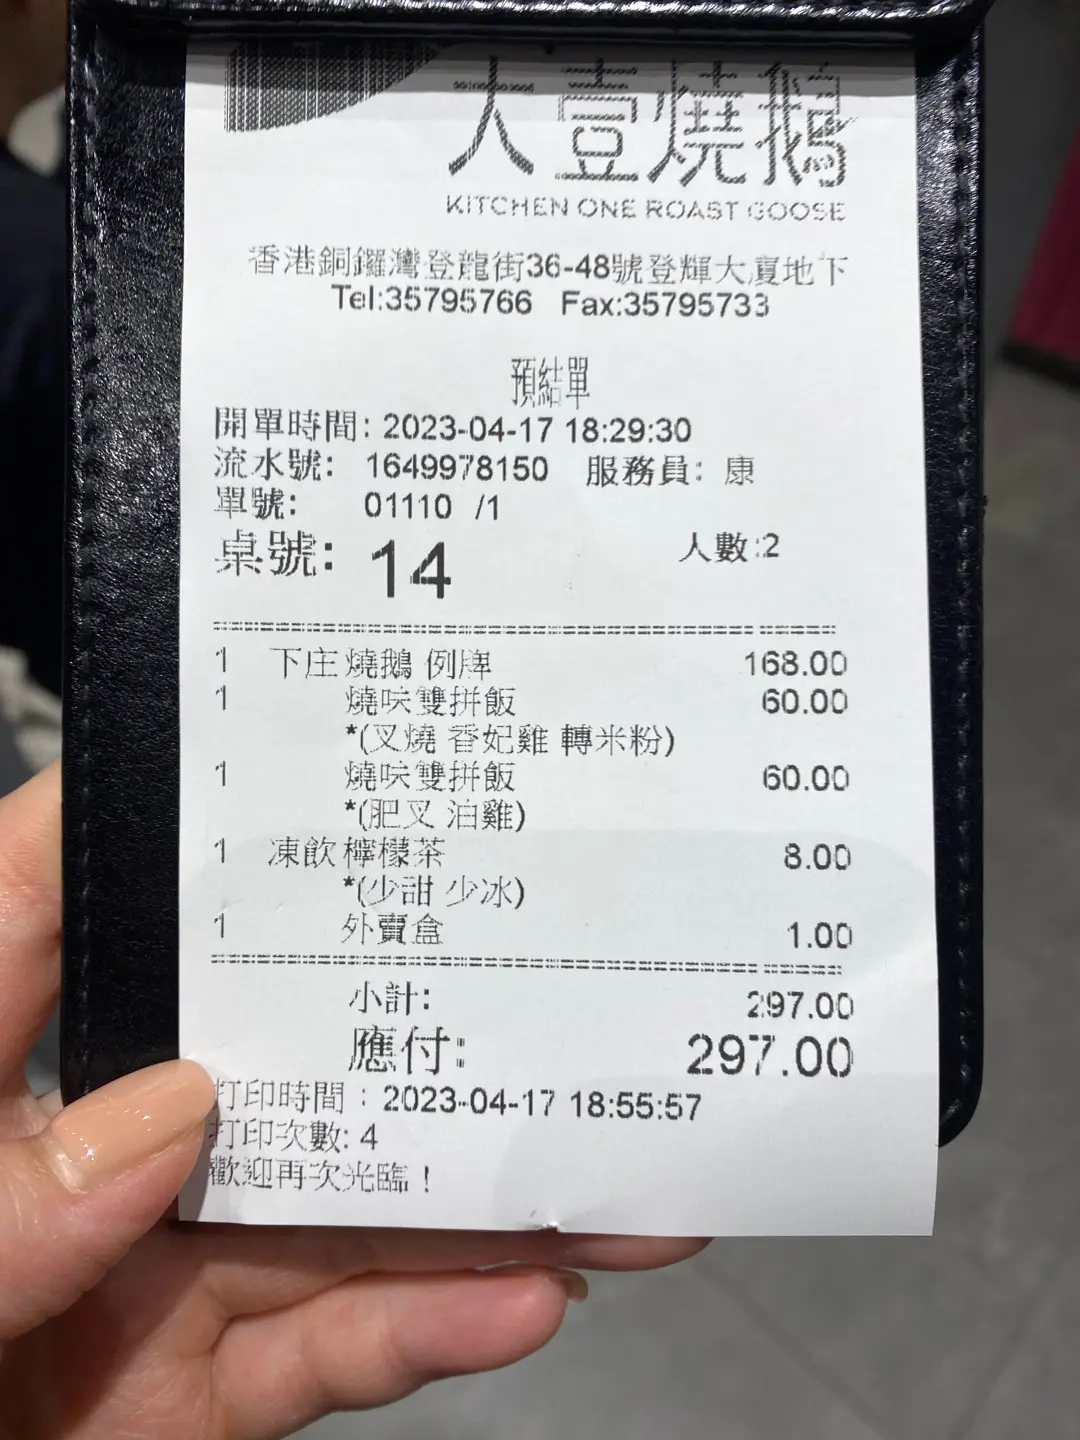 人壹燒鵝
KITCHEN ONE ROAST GOOSE
香港銅鑼灣登龍街36-48號登輝大廈地下
Tel:35795766 Fax:35795733
預結單
開單時間: 2023-04-17 18:29:30
流水號: 1649978150 服務員: 康
單號: 01110 /1
桌號: 14 人數:2
1 下庄燒鵝 例牌 168.00
1 燒味雙拼飯 60.00
*(叉燒 香妃雞 轉米粉)
1 燒味雙拼飯 60.00
*(肥叉 油雞)
1 凍飲檸檬茶 8.00
*(少甜 少冰)
1 外賣盒 1.00
小計: 297.00
應付: 297.00
打印時間 : 2023-04-17 18:55:57
打印次數: 4
歡迎再次光臨！